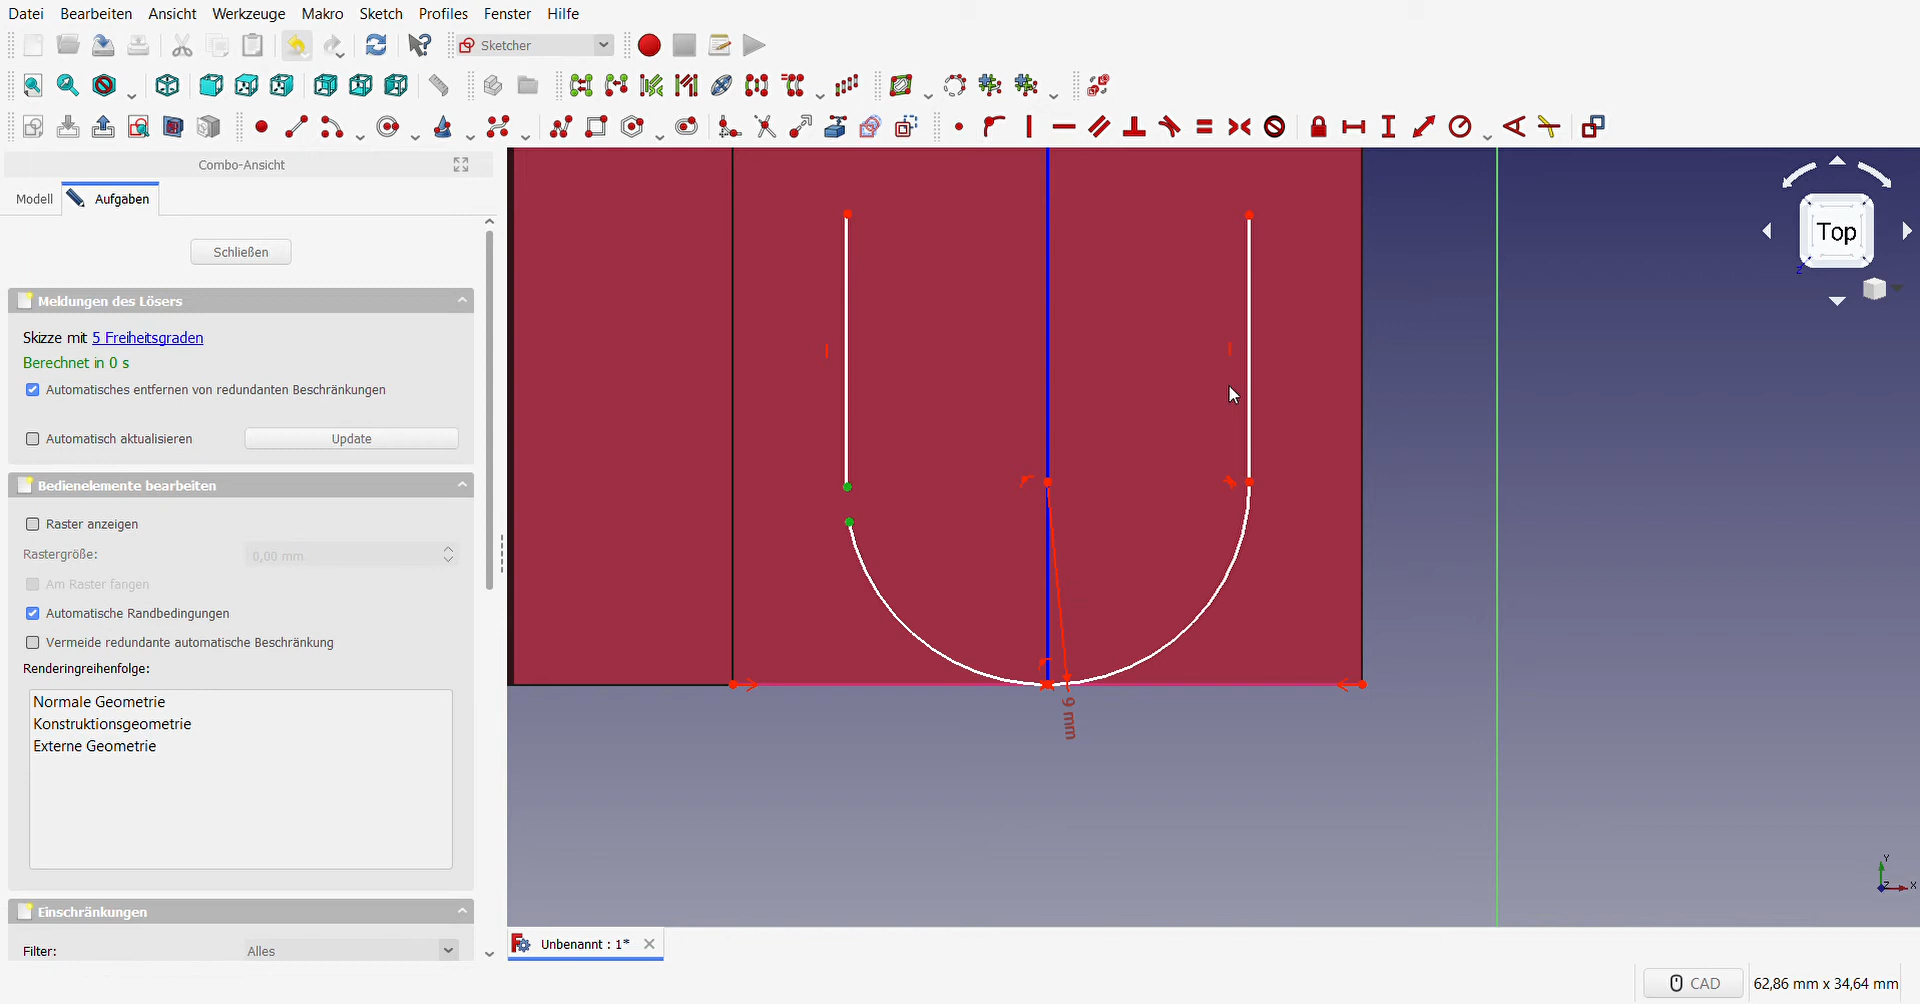 Datei Bearbeiten Ansicht Werkzeuge Makro Sketch Profiles Fenster Hilfe
Sketcher
Combo-Ansicht
Modell Aufgaben
Schließen
Meldungen des Lösers
Skizze mit 5 Freiheitsgraden
Berechnet in 0 s
Automatisches entfernen von redundanten Beschränkungen
Automatisch aktualisieren Update
Bedienelemente bearbeiten
Raster anzeigen
Rastergröße: 0,00 mm
Am Raster fangen
Automatische Randbedingungen
Vermeide redundante automatische Beschränkung
Renderingreihenfolge:
Normale Geometrie
Konstruktionsgeometrie
Externe Geometrie
Einschränkungen
Filter: Alles
9 mm
Top
Z
Y
Z X
Unbenannt : 1*
CAD 62,86 mm x 34,64 mm